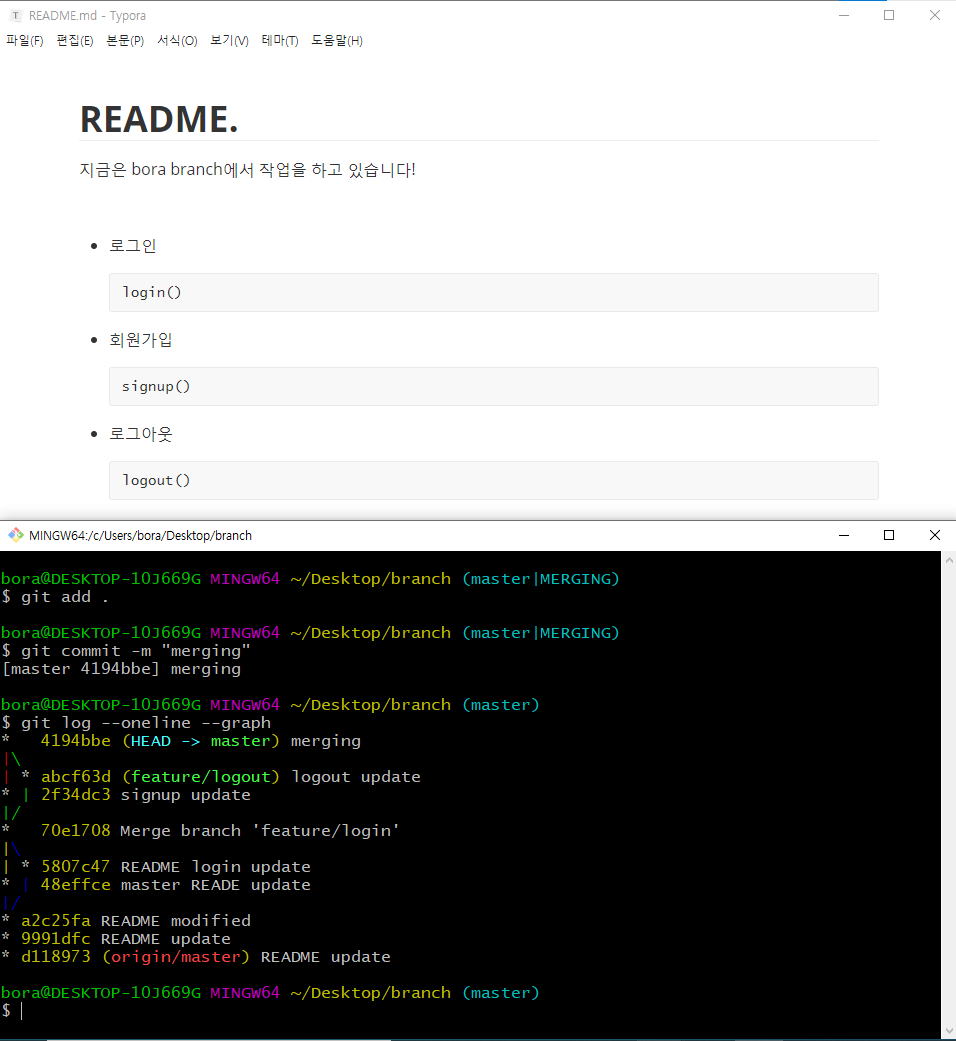 README.md - Typora
파일(F) 편집(E) 본문(P) 서식(O) 보기(V) 테마(T) 도움말(H)
README.
지금은 bora branch에서 작업을 하고 있습니다!
로그인
login()
회원가입
signup()
로그아웃
logout()
MINGW64:/c/Users/bora/Desktop/branch
bora@DESKTOP-1OJ669G MINGW64 ~/Desktop/branch (master|MERGING)
$ git add .
bora@DESKTOP-1OJ669G MINGW64 ~/Desktop/branch (master|MERGING)
$ git commit -m "merging"
[master 4194bbe] merging
bora@DESKTOP-1OJ669G MINGW64 ~/Desktop/branch (master)
$ git log --oneline --graph
*   4194bbe (HEAD -> master) merging
|\
| * abcf63d (feature/logout) logout update
* | 2f34dc3 signup update
|/
*   70e1708 Merge branch 'feature/login'
|\
| * 5807c47 README login update
* | 48effce master READE update
|/
* a2c25fa README modified
* 9991dfc README update
* d118973 (origin/master) README update
bora@DESKTOP-1OJ669G MINGW64 ~/Desktop/branch (master)
$